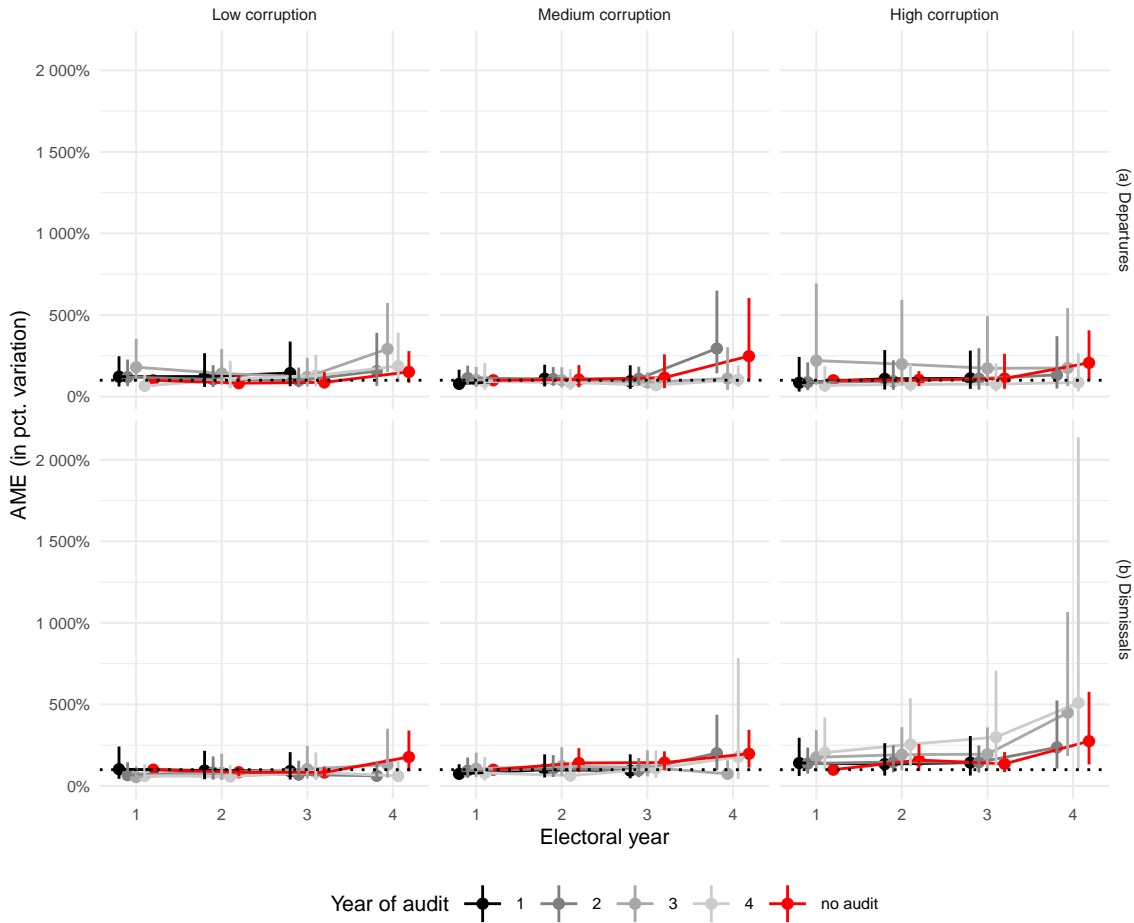 Low corruption
Medium corruption
High corruption
2 000%
1 500%
1 000%
500%
0%
(a) Departures
AME (in pct. variation)
2 000%
1 500%
1 000%
500%
0%
(b) Dismissals
1 2 3 4
1 2 3 4
1 2 3 4
Electoral year
Year of audit 1 2 3 4 no audit